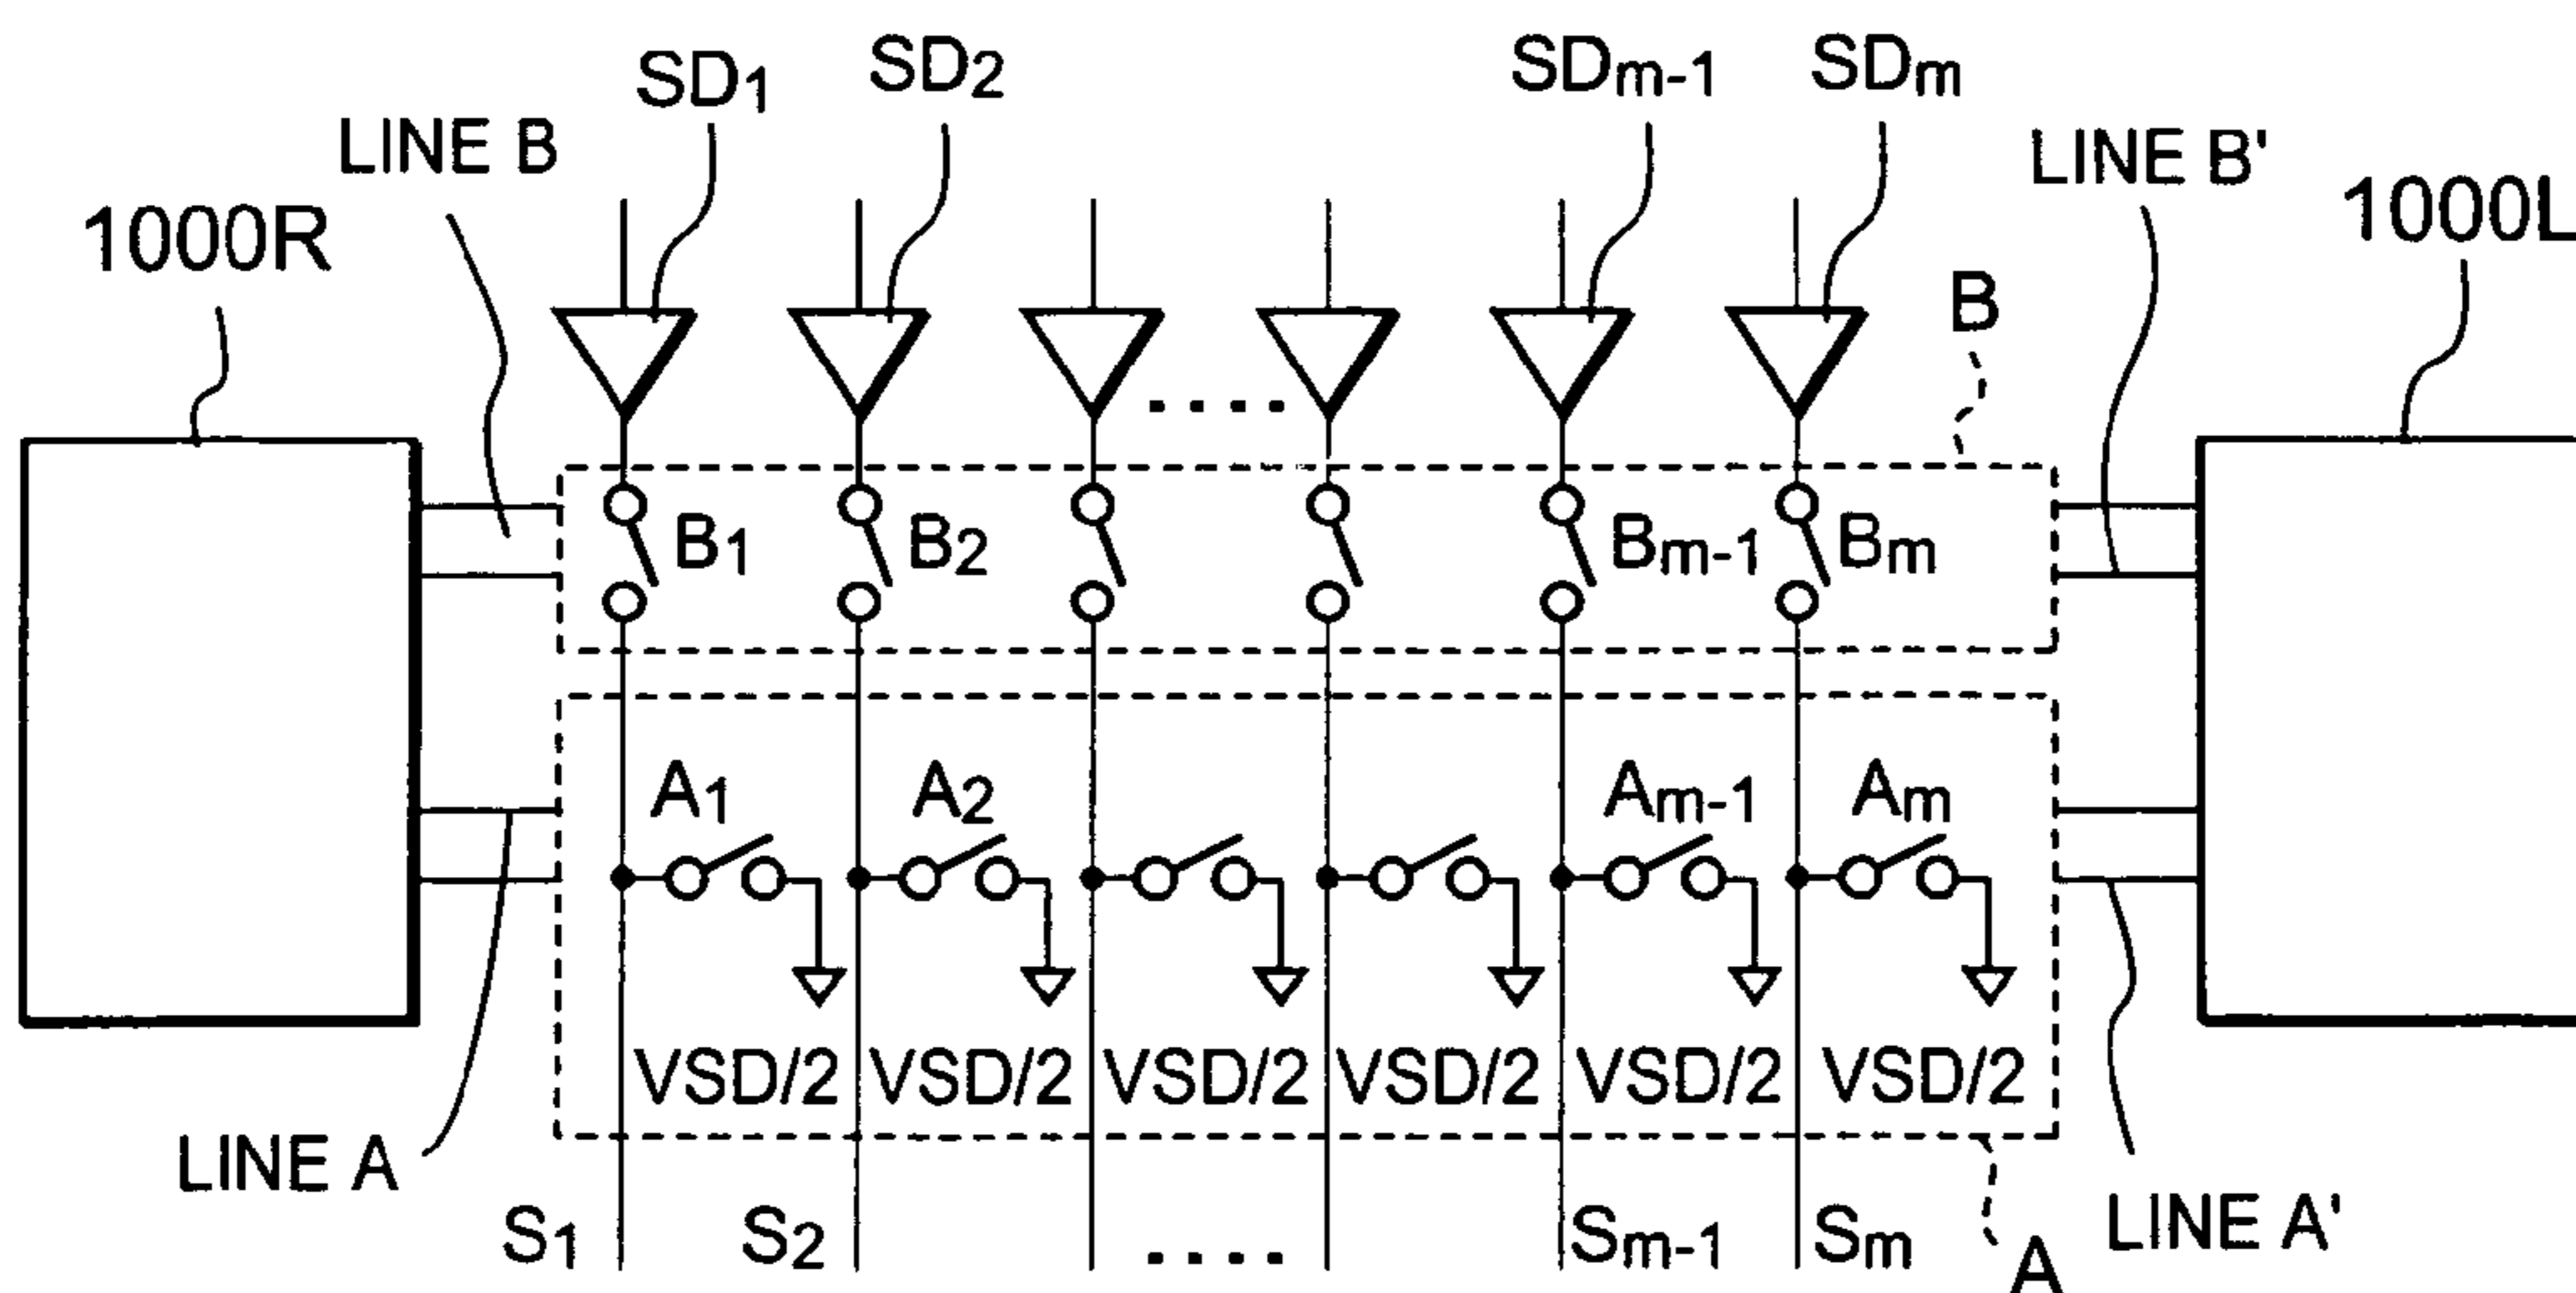 SD1 SD2 SDm-1 SDm
LINE B LINE B'
1000R 1000L
B
B1 B2 Bm-1 Bm
A1 A2 Am-1 Am
VSD/2 VSD/2 VSD/2 VSD/2 VSD/2 VSD/2
LINE A LINE A'
S1 S2 .... Sm-1 Sm
A